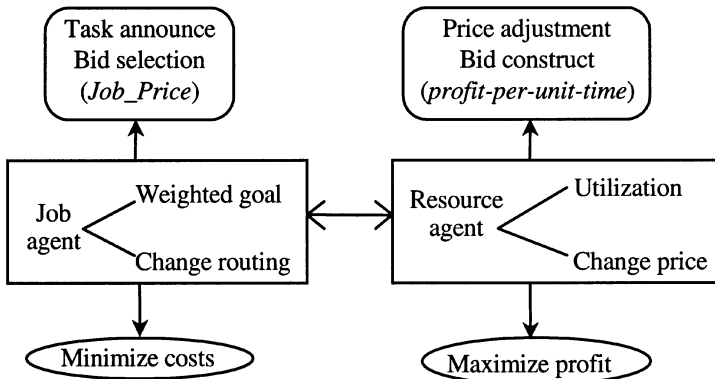 Task announce
Bid selection
(Job_Price)
Price adjustment
Bid construct
(profit-per-unit-time)
Job
agent
Weighted goal
Change routing
Resource
agent
Utilization
Change price
Minimize costs
Maximize profit